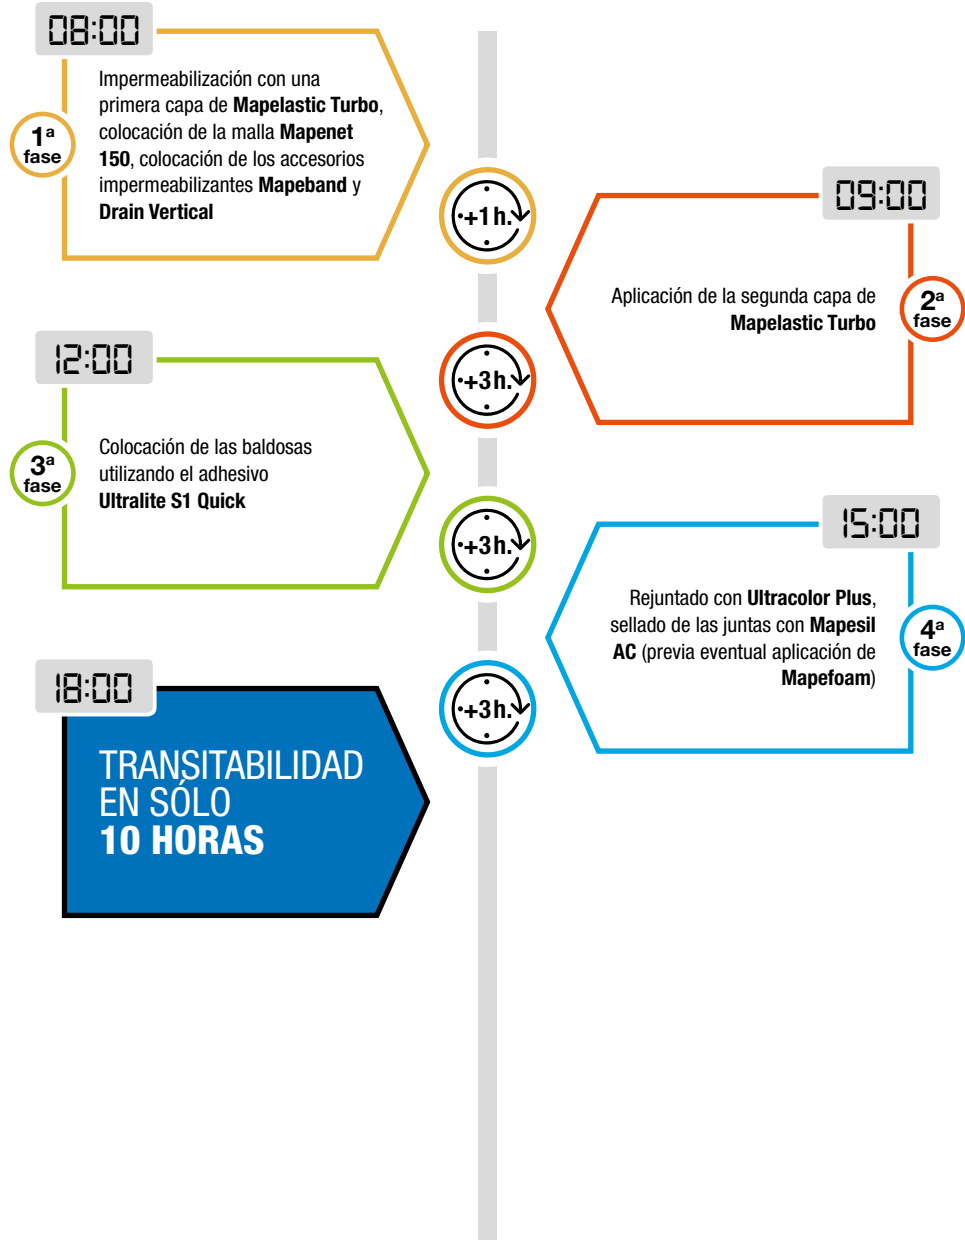 08:00
1ª
fase
Impermeabilización con una
primera capa de Mapelastic Turbo,
colocación de la malla Mapenet
150, colocación de los accesorios
impermeabilizantes Mapeband y
Drain Vertical
+1h.
09:00
Aplicación de la segunda capa de
Mapelastic Turbo
2ª
fase
+3h.
12:00
3ª
fase
Colocación de las baldosas
utilizando el adhesivo
Ultralite S1 Quick
+3h.
15:00
Rejuntado con Ultracolor Plus,
sellado de las juntas con Mapesil
AC (previa eventual aplicación de
Mapefoam)
4ª
fase
+3h.
18:00
TRANSITABILIDAD
EN SÓLO
10 HORAS